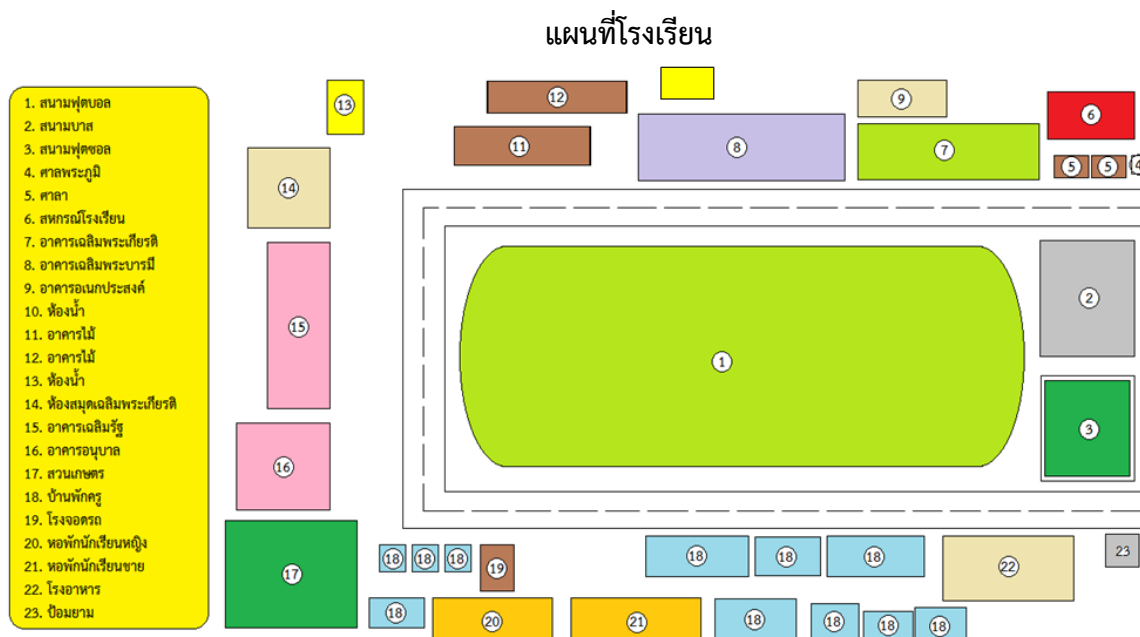 แผนที่โรงเรียน
1. สนามฟุตบอล
2. สนามบาส
3. สนามฟุตซอล
4. ศาลพระภูมิ
5. ศาลา
6. สหกรณ์โรงเรียน
7. อาคารเฉลิมพระเกียรติ
8. อาคารเฉลิมพระบารมี
9. อาคารอเนกประสงค์
10. ห้องน้ำ
11. อาคารไม้
12. อาคารไม้
13. ห้องน้ำ
14. ห้องสมุดเฉลิมพระเกียรติ
15. อาคารเฉลิมรัฐ
16. อาคารอนุบาล
17. สวนเกษตร
18. บ้านพักครู
19. โรงจอดรถ
20. หอพักนักเรียนหญิง
21. หอพักนักเรียนชาย
22. โรงอาหาร
23. ป้อมยาม
13
12
9
6
11
8
7
5
5
4
14
2
15
1
3
16
18
18
18
19
18
18
18
22
23
17
18
20
21
18
18
18
18